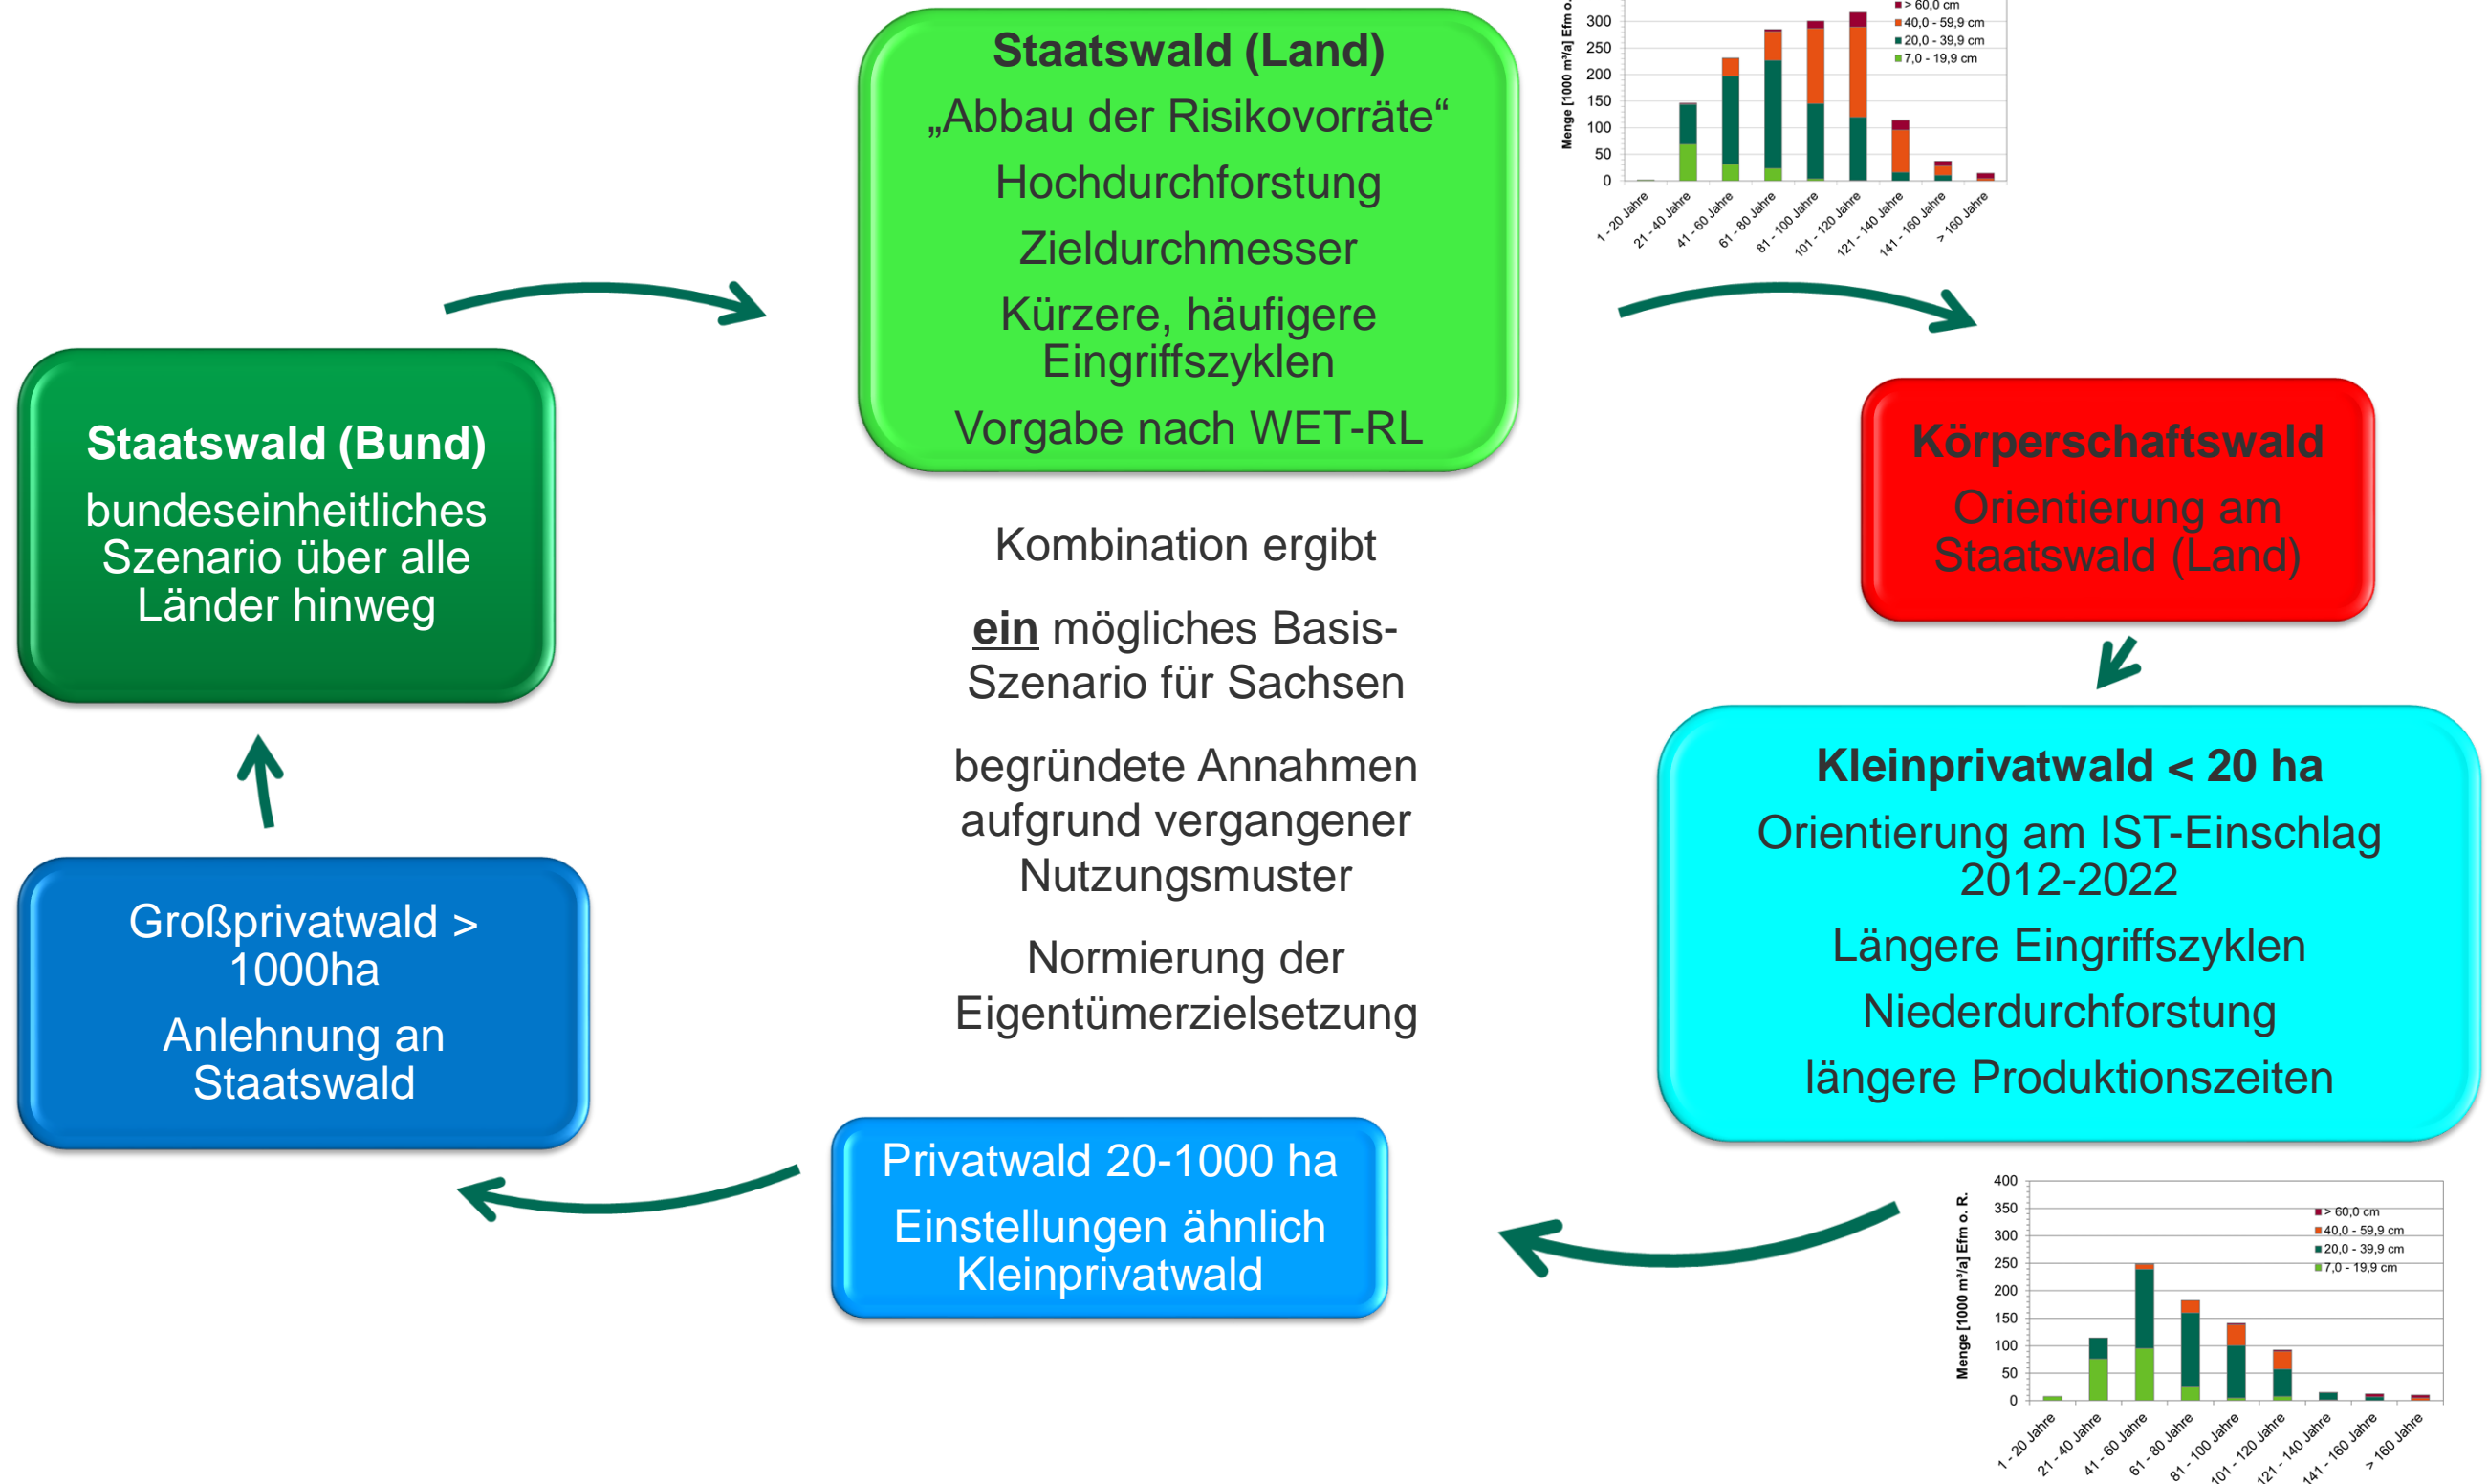 Staatswald (Land)
„Abbau der Risikovorräte“
Hochdurchforstung
Zieldurchmesser
Kürzere, häufigere
Eingriffszyklen
Vorgabe nach WET-RL
Menge [1000 m³/a] Efm o.
300
250
200
150
100
50
0
> 60,0 cm
40,0 - 59,9 cm
20,0 - 39,9 cm
7,0 - 19,9 cm
1 - 20 Jahre
21 - 40 Jahre
41 - 60 Jahre
61 - 80 Jahre
81 - 100 Jahre
101 - 120 Jahre
121 - 140 Jahre
141 - 160 Jahre
> 160 Jahre
Staatswald (Bund)
bundeseinheitliches
Szenario über alle
Länder hinweg
Körperschaftswald
Orientierung am
Staatswald (Land)
Kombination ergibt
ein mögliches Basis-
Szenario für Sachsen
begründete Annahmen
aufgrund vergangener
Nutzungsmuster
Normierung der
Eigentümerzielsetzung
Kleinprivatwald < 20 ha
Orientierung am IST-Einschlag
2012-2022
Längere Eingriffszyklen
Niederdurchforstung
längere Produktionszeiten
Großprivatwald >
1000ha
Anlehnung an
Staatswald
Privatwald 20-1000 ha
Einstellungen ähnlich
Kleinprivatwald
Menge [1000 m³/a] Efm o. R.
400
350
300
250
200
150
100
50
0
> 60,0 cm
40,0 - 59,9 cm
20,0 - 39,9 cm
7,0 - 19,9 cm
1 - 20 Jahre
21 - 40 Jahre
41 - 60 Jahre
61 - 80 Jahre
81 - 100 Jahre
101 - 120 Jahre
121 - 140 Jahre
141 - 160 Jahre
> 160 Jahre